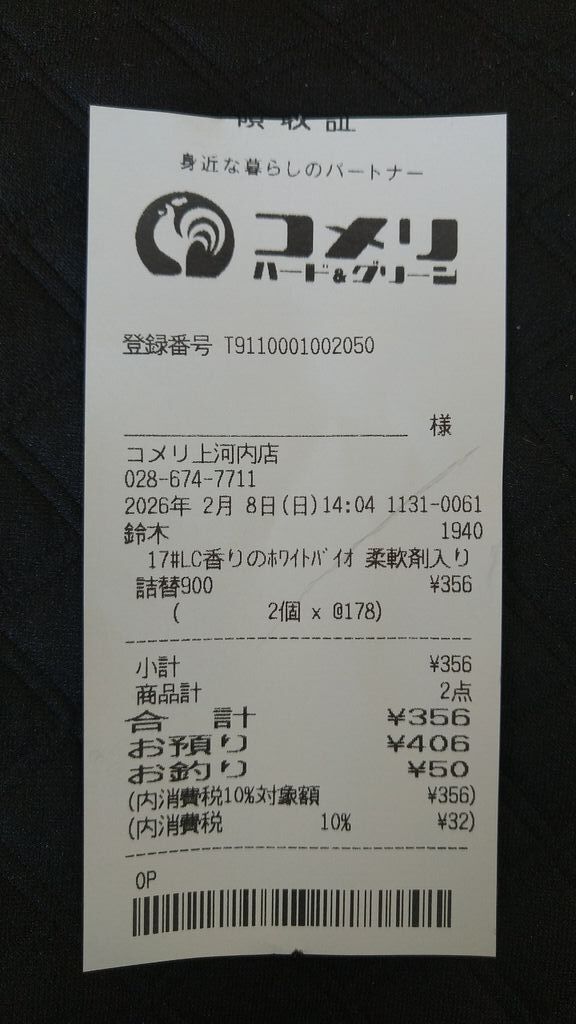 領収証
身近な暮らしのパートナー
コメリ
ハード&グリーン
登録番号 T9110001002050
様
コメリ上河内店
028-674-7711
2026年 2月 8日(日)14:04 1131-0061
鈴木 1940
17#LC香りのﾎﾜｲﾄﾊﾞｲｵ 柔軟剤入り
詰替900 ¥356
( 2個 x @178)
小計 ¥356
商品計 2点
合 計 ¥356
お預り ¥406
お釣り ¥50
(内消費税10%対象額 ¥356)
(内消費税 10% ¥32)
OP